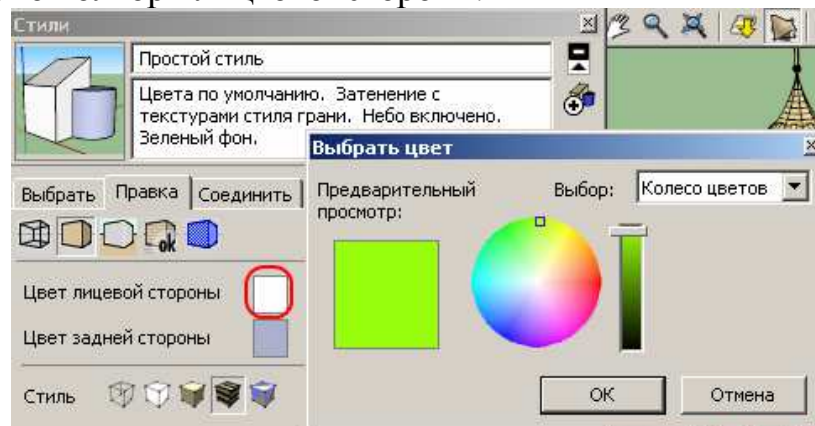 Стили
Простой стиль
Цвета по умолчанию. Затенение с
текстурами стиля грани. Небо включено.
Зеленый фон.
Выбрать цвет
Выбрать Правка Соединить
Предварительный
просмотр:
Выбор: Колесо цветов
ok
Цвет лицевой стороны
Цвет задней стороны
Стиль
ОК Отмена